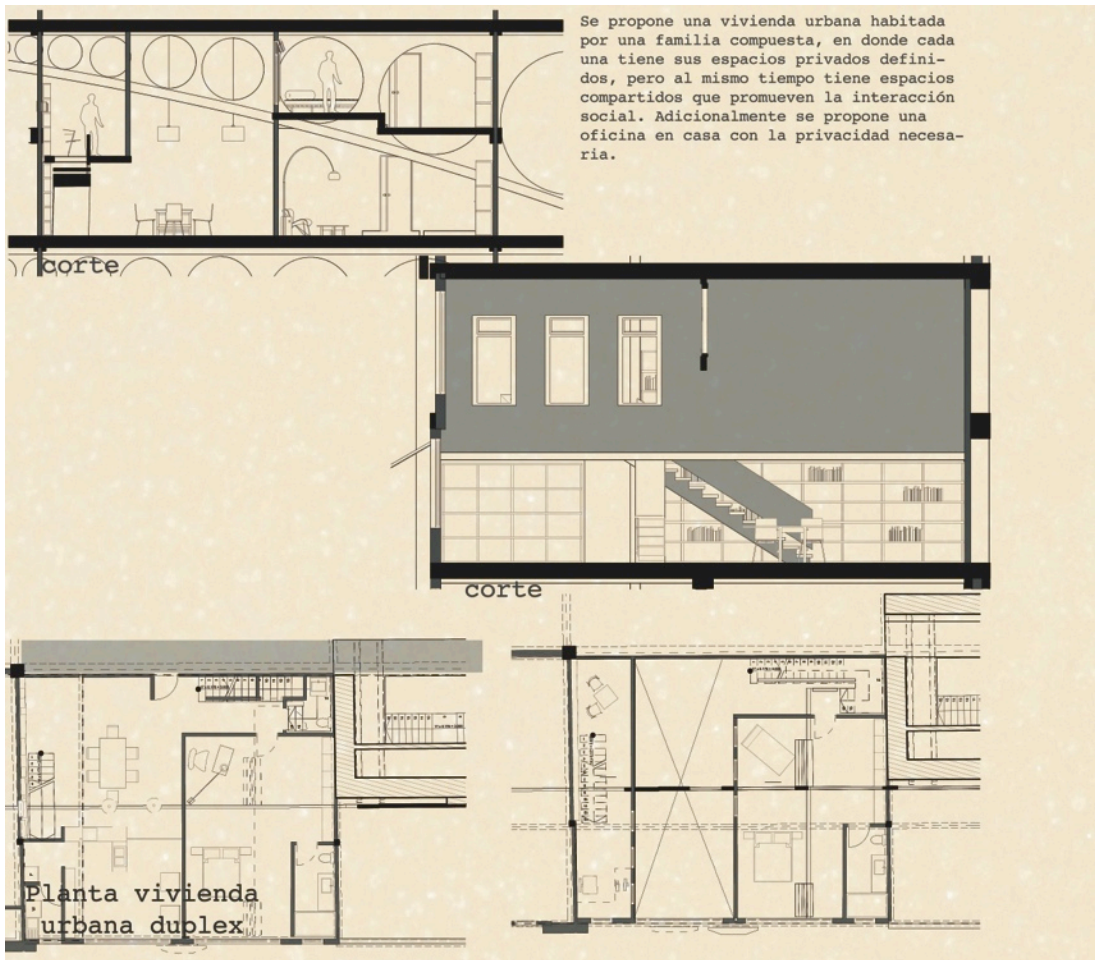 Se propone una vivienda urbana habitada
por una familia compuesta, en donde cada
una tiene sus espacios privados defini-
dos, pero al mismo tiempo tiene espacios
compartidos que promueven la interacción
social. Adicionalmente se propone una
oficina en casa con la privacidad necesa-
ria.
corte
corte
Planta vivienda
urbana duplex